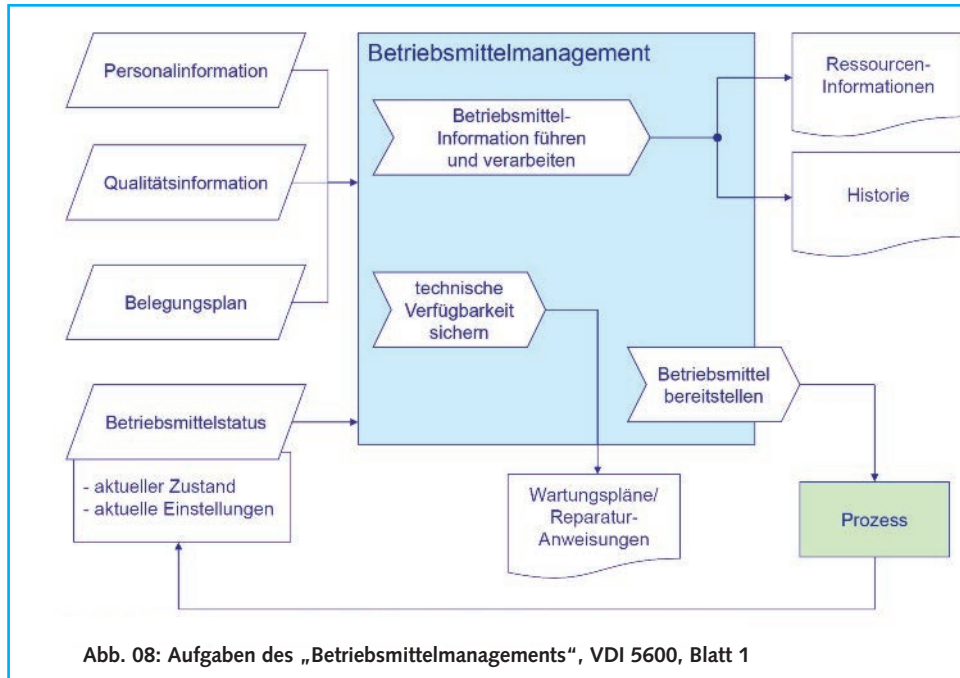 Personalinformation
Qualitätsinformation
Belegungsplan
Betriebsmittelstatus
- aktueller Zustand
- aktuelle Einstellungen
Betriebsmittelmanagement
Betriebsmittel-
Information führen
und verarbeiten
technische
Verfügbarkeit
sichern
Betriebsmittel
bereitstellen
Ressourcen-
Informationen
Historie
Wartungspläne/
Reparatur-
Anweisungen
Prozess
Abb. 08: Aufgaben des „Betriebsmittelmanagements“, VDI 5600, Blatt 1